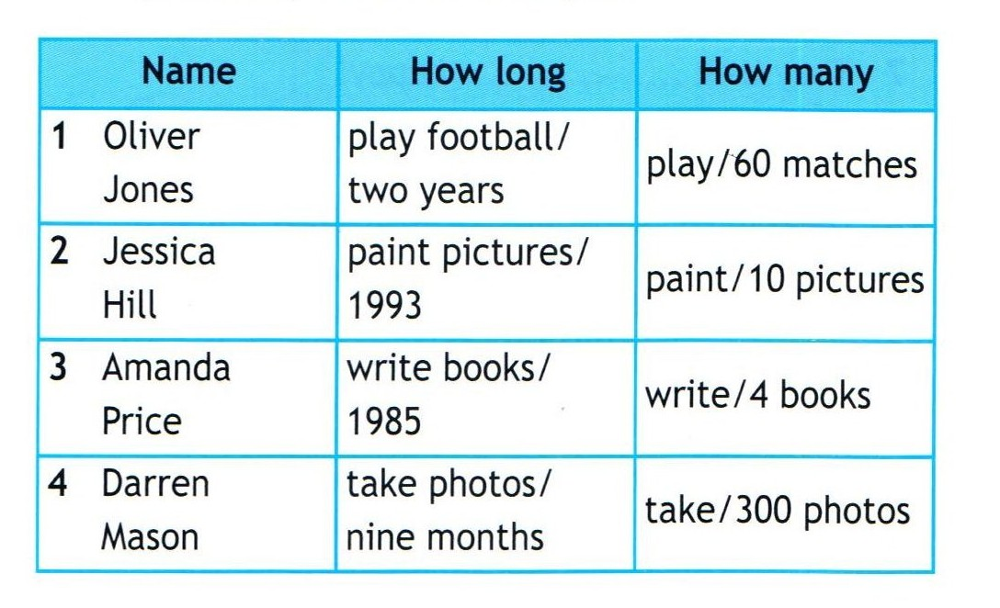 Name How long How many
1 Oliver Jones play football/ two years play/60 matches
2 Jessica Hill paint pictures/ 1993 paint/10 pictures
3 Amanda Price write books/ 1985 write/4 books
4 Darren Mason take photos/ nine months take/300 photos